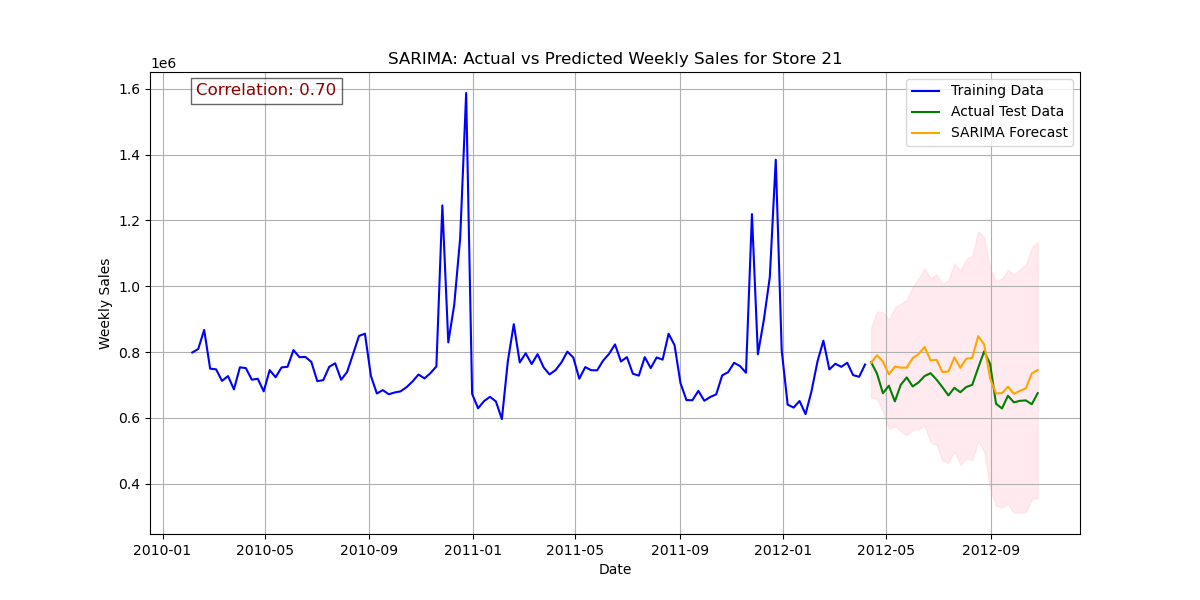 SARIMA: Actual vs Predicted Weekly Sales for Store 21
1e6
Correlation: 0.70
Training Data
Actual Test Data
SARIMA Forecast
1.6
1.4
1.2
1.0
0.8
0.6
0.4
Weekly Sales
2010-01
2010-05
2010-09
2011-01
2011-05
2011-09
2012-01
2012-05
2012-09
Date